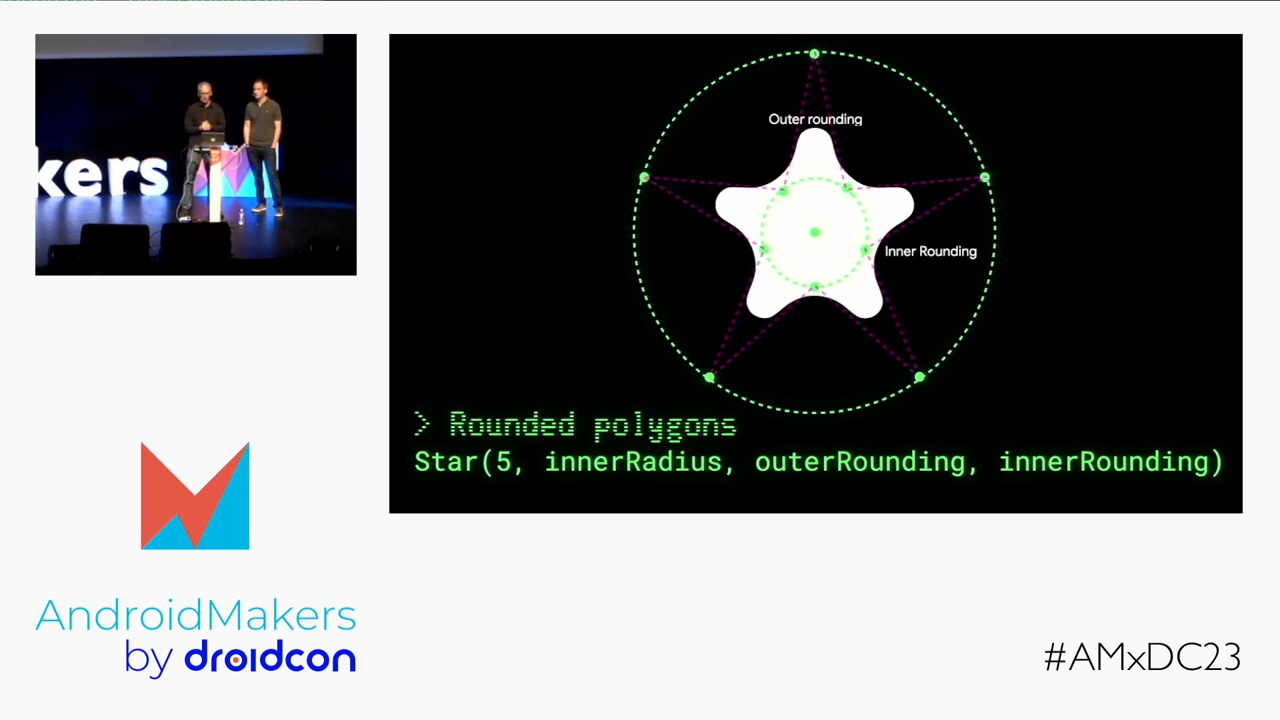 kers
Outer rounding
Inner Rounding
> Rounded polygons
Star(5, innerRadius, outerRounding, innerRounding)
AndroidMakers
by droidcon
#AMxDC23